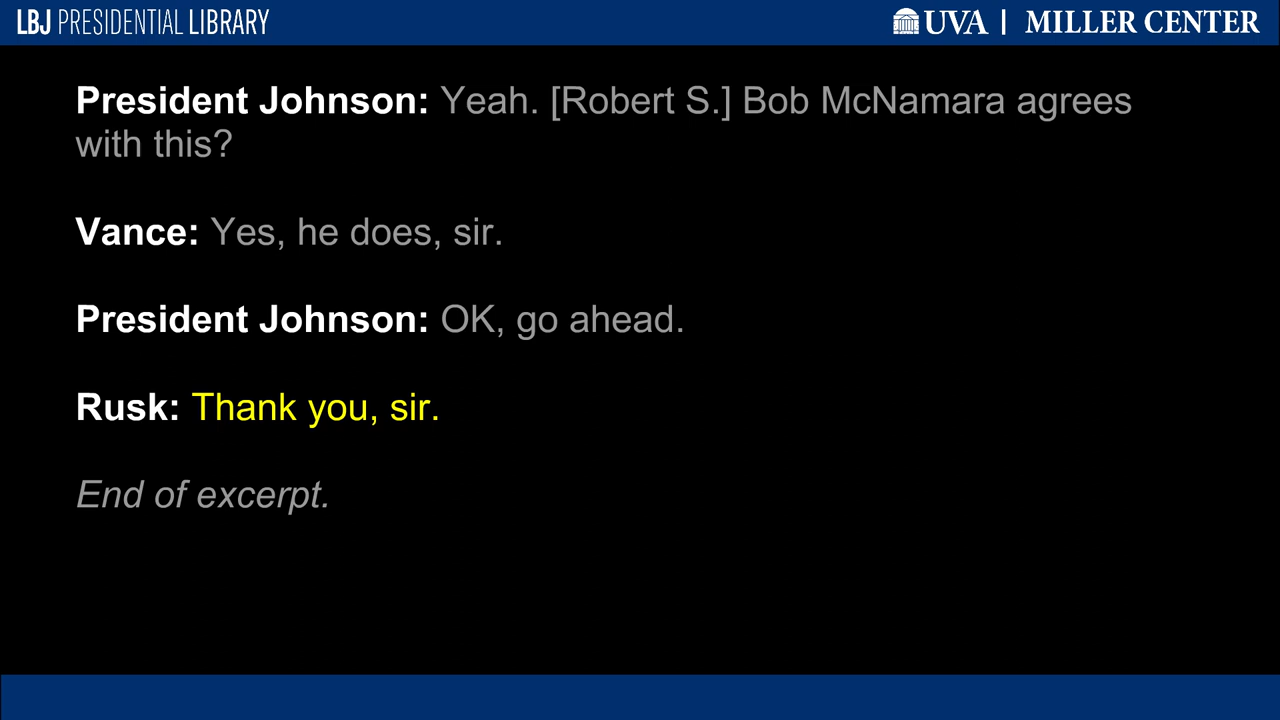 LBJ PRESIDENTIAL LIBRARY
UVA | MILLER CENTER
President Johnson: Yeah. [Robert S.] Bob McNamara agrees
with this?
Vance: Yes, he does, sir.
President Johnson: OK, go ahead.
Rusk: Thank you, sir.
End of excerpt.